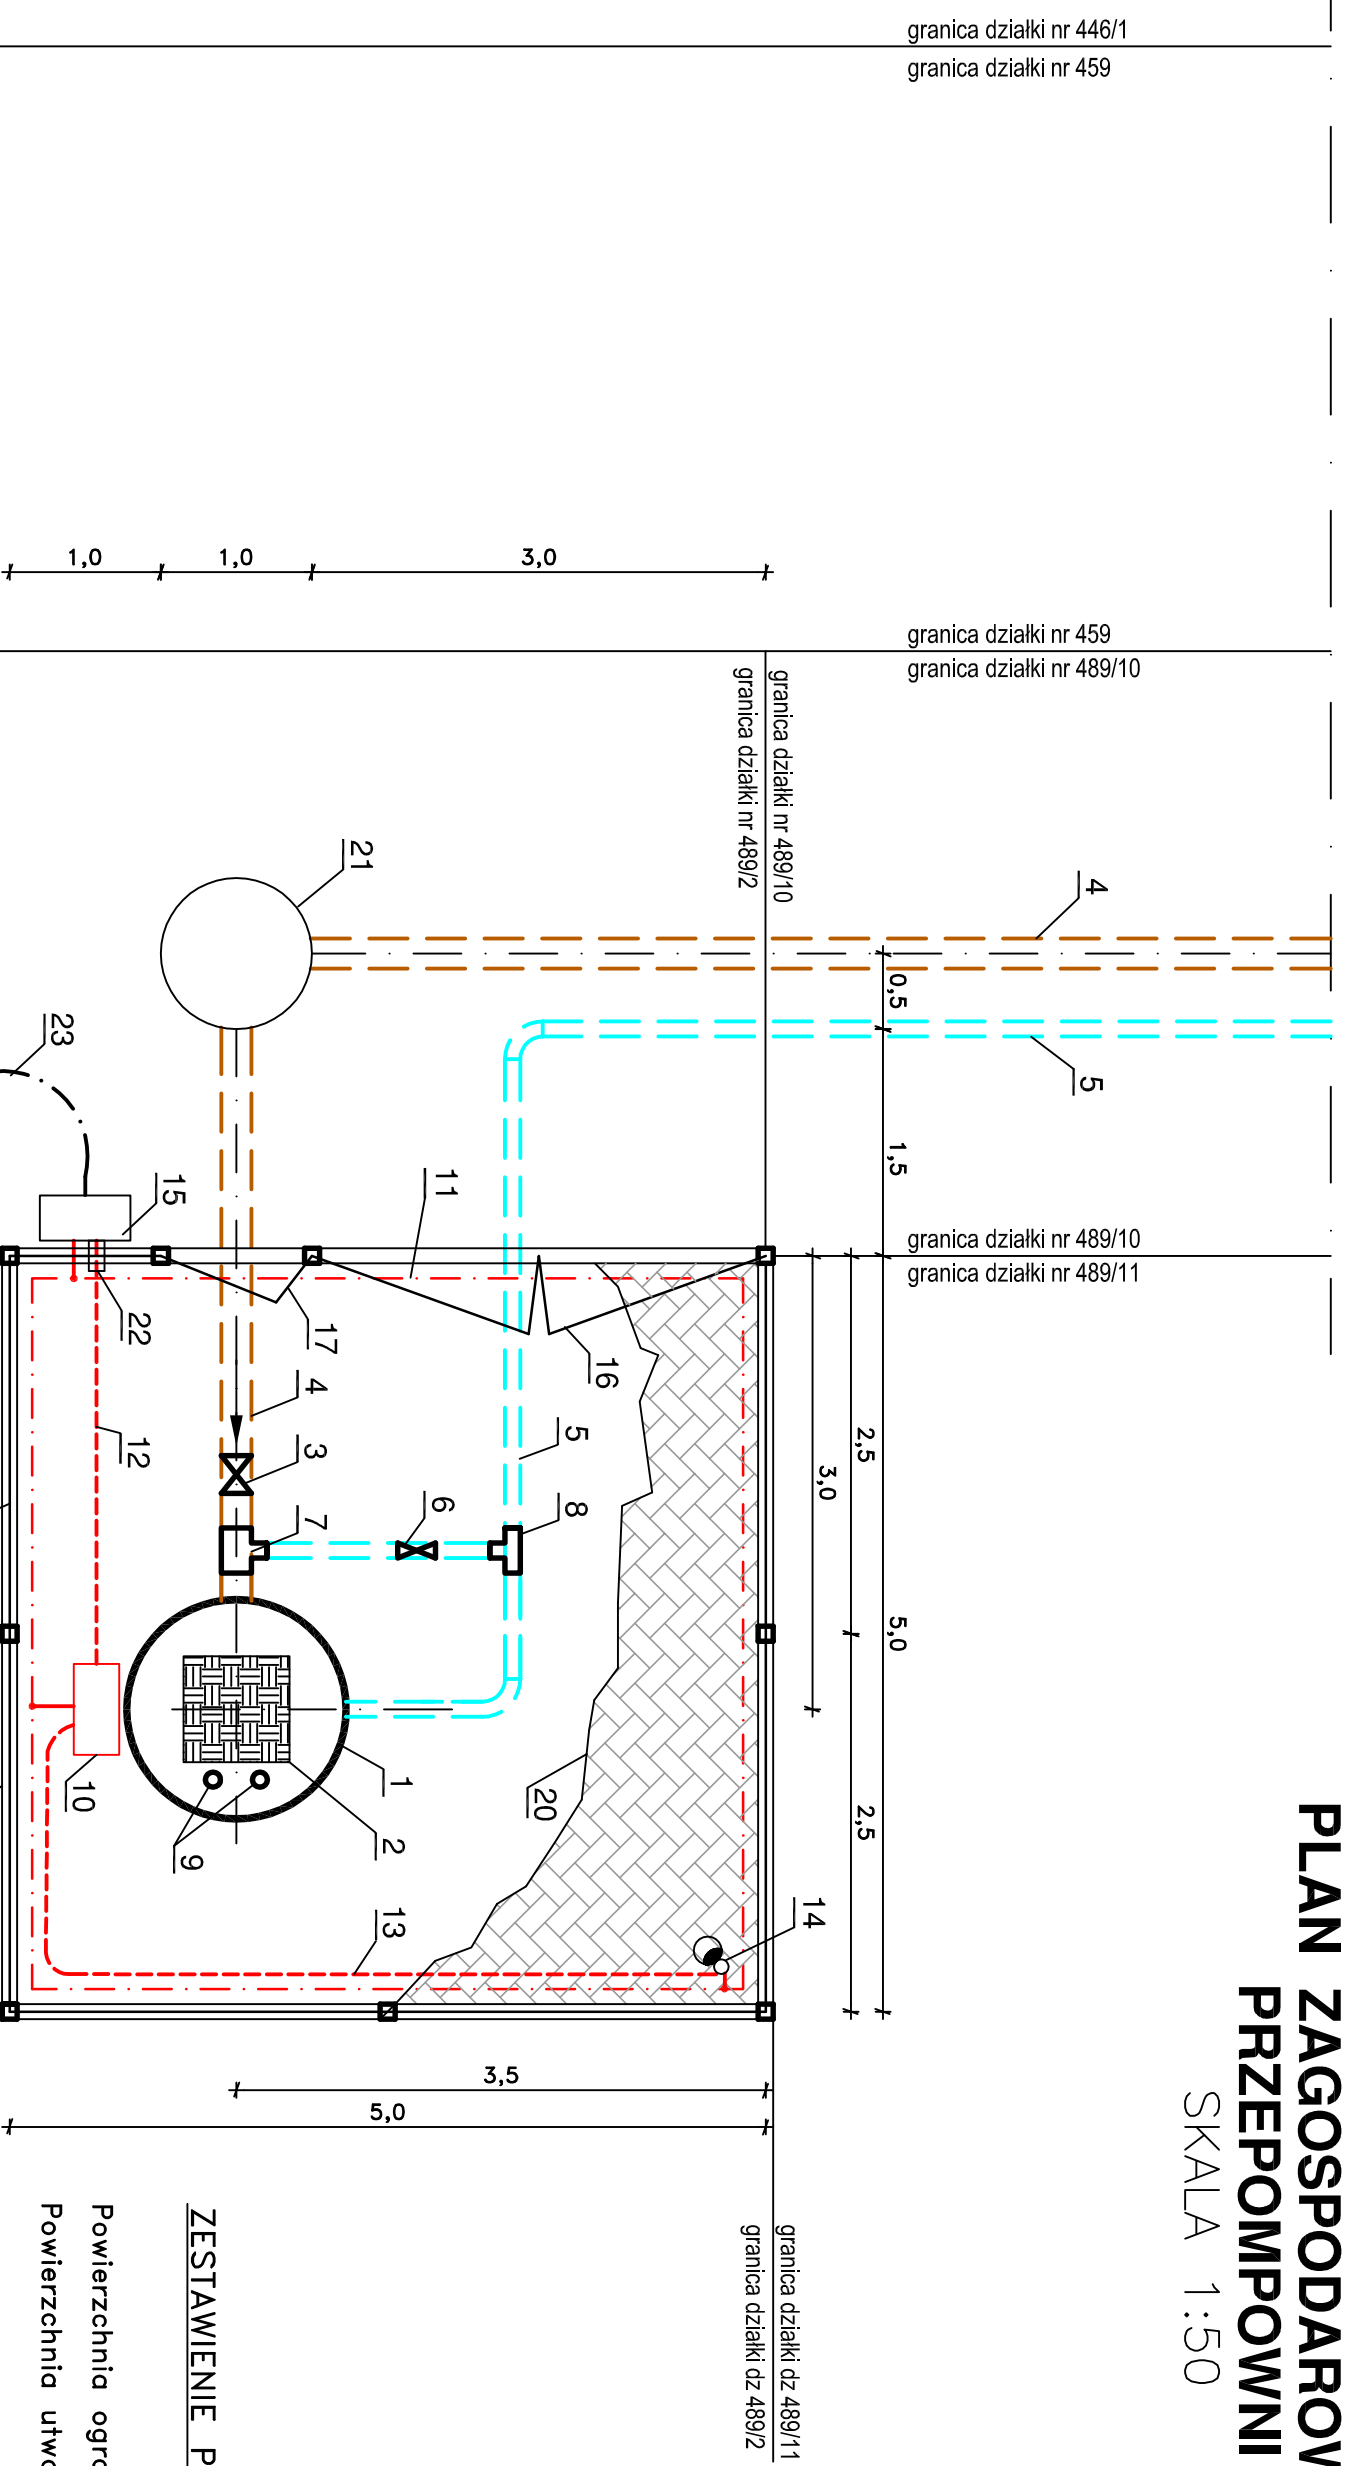 granica działki nr 446/1
granica działki nr 459
1,0
1,0
3,0
granica działki nr 459
granica działki nr 489/10
granica działki nr 489/10
granica działki nr 489/2
21
4
0,5
23
5
1,5
15
11
granica działki nr 489/10
granica działki nr 489/11
22
17
16
4
5
2,5
3,0
12
3
6
8
7
5,0
10
1
20
2,5
2
9
13
14
3,5
5,0
PLAN ZAGOSPODAROW
PRZEPOMPOWNI
SKALA 1:50
granica działki dz 489/11
granica działki dz 489/2
ZESTAWIENIE P
Powierzchnia ogro
Powierzchnia utwo